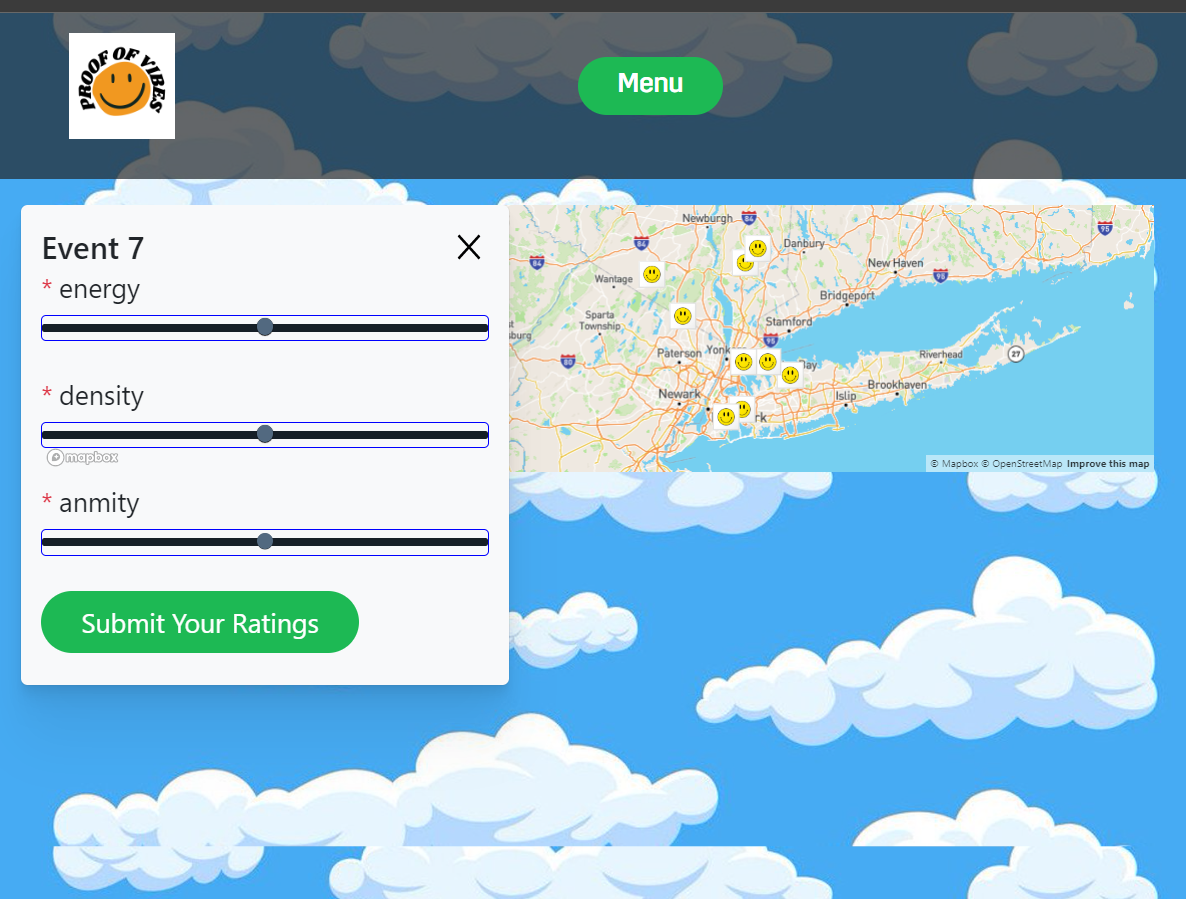 PROOF OF VIBES
Menu
Event 7
* energy
* density
mapbox
* anmity
Submit Your Ratings
Newburgh
84
84
84
Danbury
95
New Haven
95
Wantage
Bridgeport
Sparta
Township
Stamford
95
80
Paterson
Yonk
Bay
Riverhead
27
Newark
Brookhaven
Islip
rk
© Mapbox © OpenStreetMap Improve this map